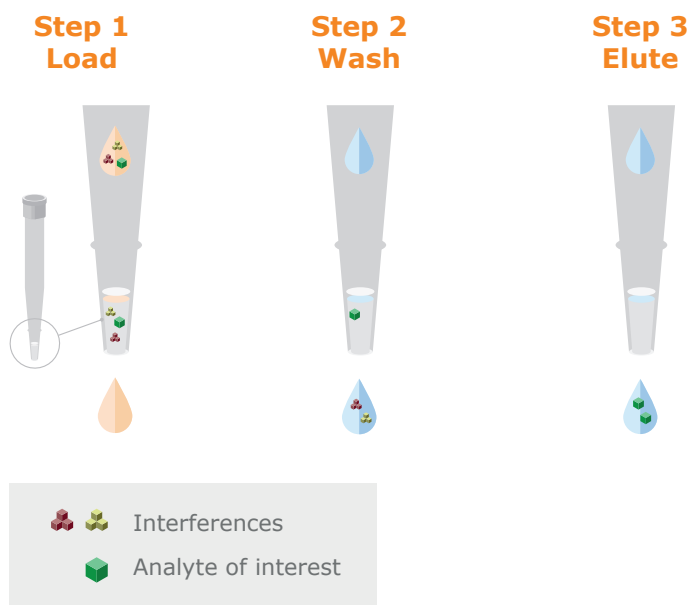 Step 1
Load
Step 2
Wash
Step 3
Elute
Interferences
Analyte of interest